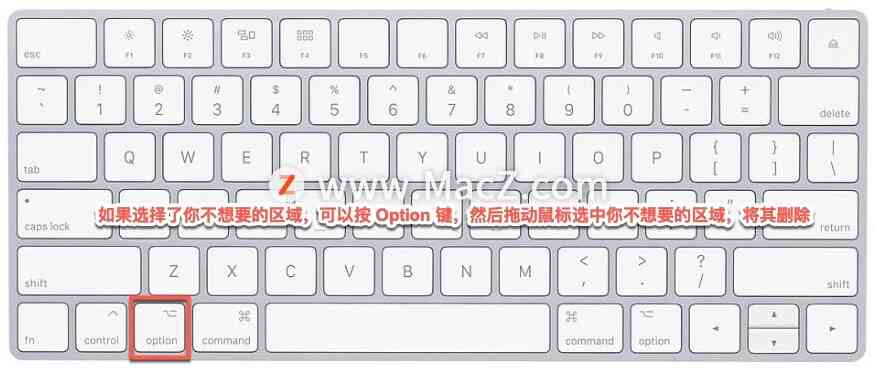 esc F1 F2 F3 F4 F5 F6 F7 F8 F9 F10 F11 F12
~ ` ! 1 @ 2 # 3 $ 4 % 5 ^ 6 & 7 * 8 ( 9 ) 0 _ - + = delete
tab Q W E R T Y U I O P { [ } ] | \
Z www.MacZ.com
如果选择了你不想要的区域，可以按 Option 键，然后拖动鼠标选中你不想要的区域，将其删除
caps lock return
shift Z X C V B N M < , > . ? / shift
fn control option command command option